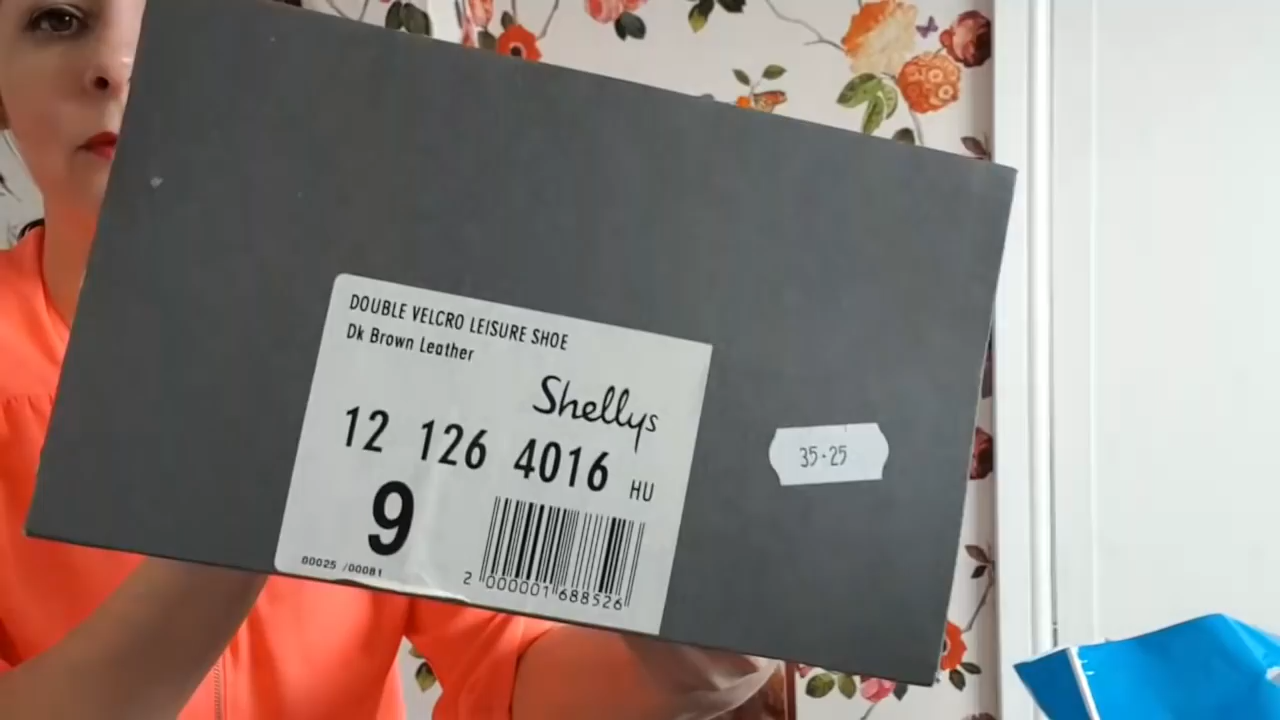 DOUBLE VELCRO LEISURE SHOE
Dk Brown Leather
Shellys
12 126 4016 HU
9
00025 /00081
2 000001 688526
35-25